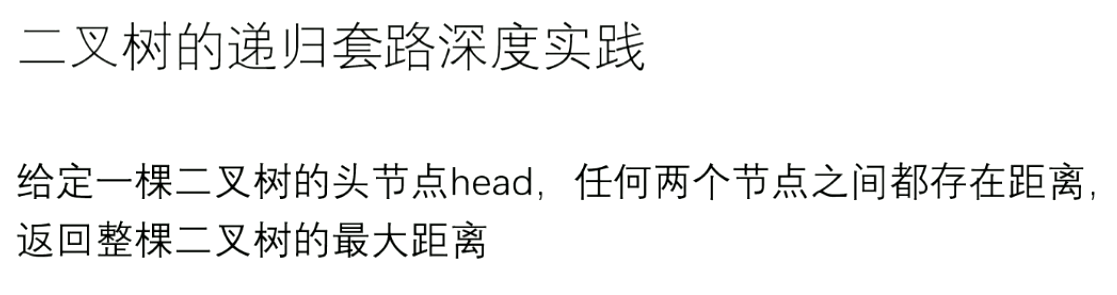 二叉树的递归套路深度实践
给定一棵二叉树的头节点head，任何两个节点之间都存在距离，
返回整棵二叉树的最大距离